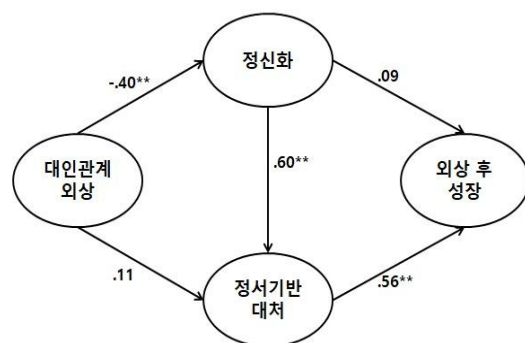 정신화
-.40**
.09
대인관계
외상
.60**
외상 후
성장
.11
정서기반
대처
.56**